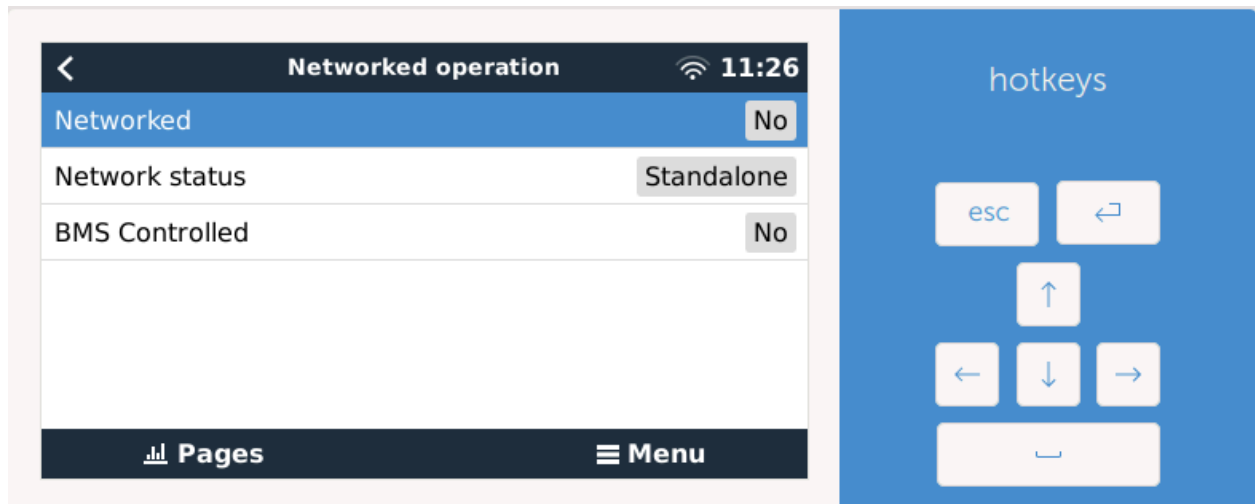 Networked operation 11:26
Networked No
Network status Standalone
BMS Controlled No
Pages Menu
hotkeys
esc